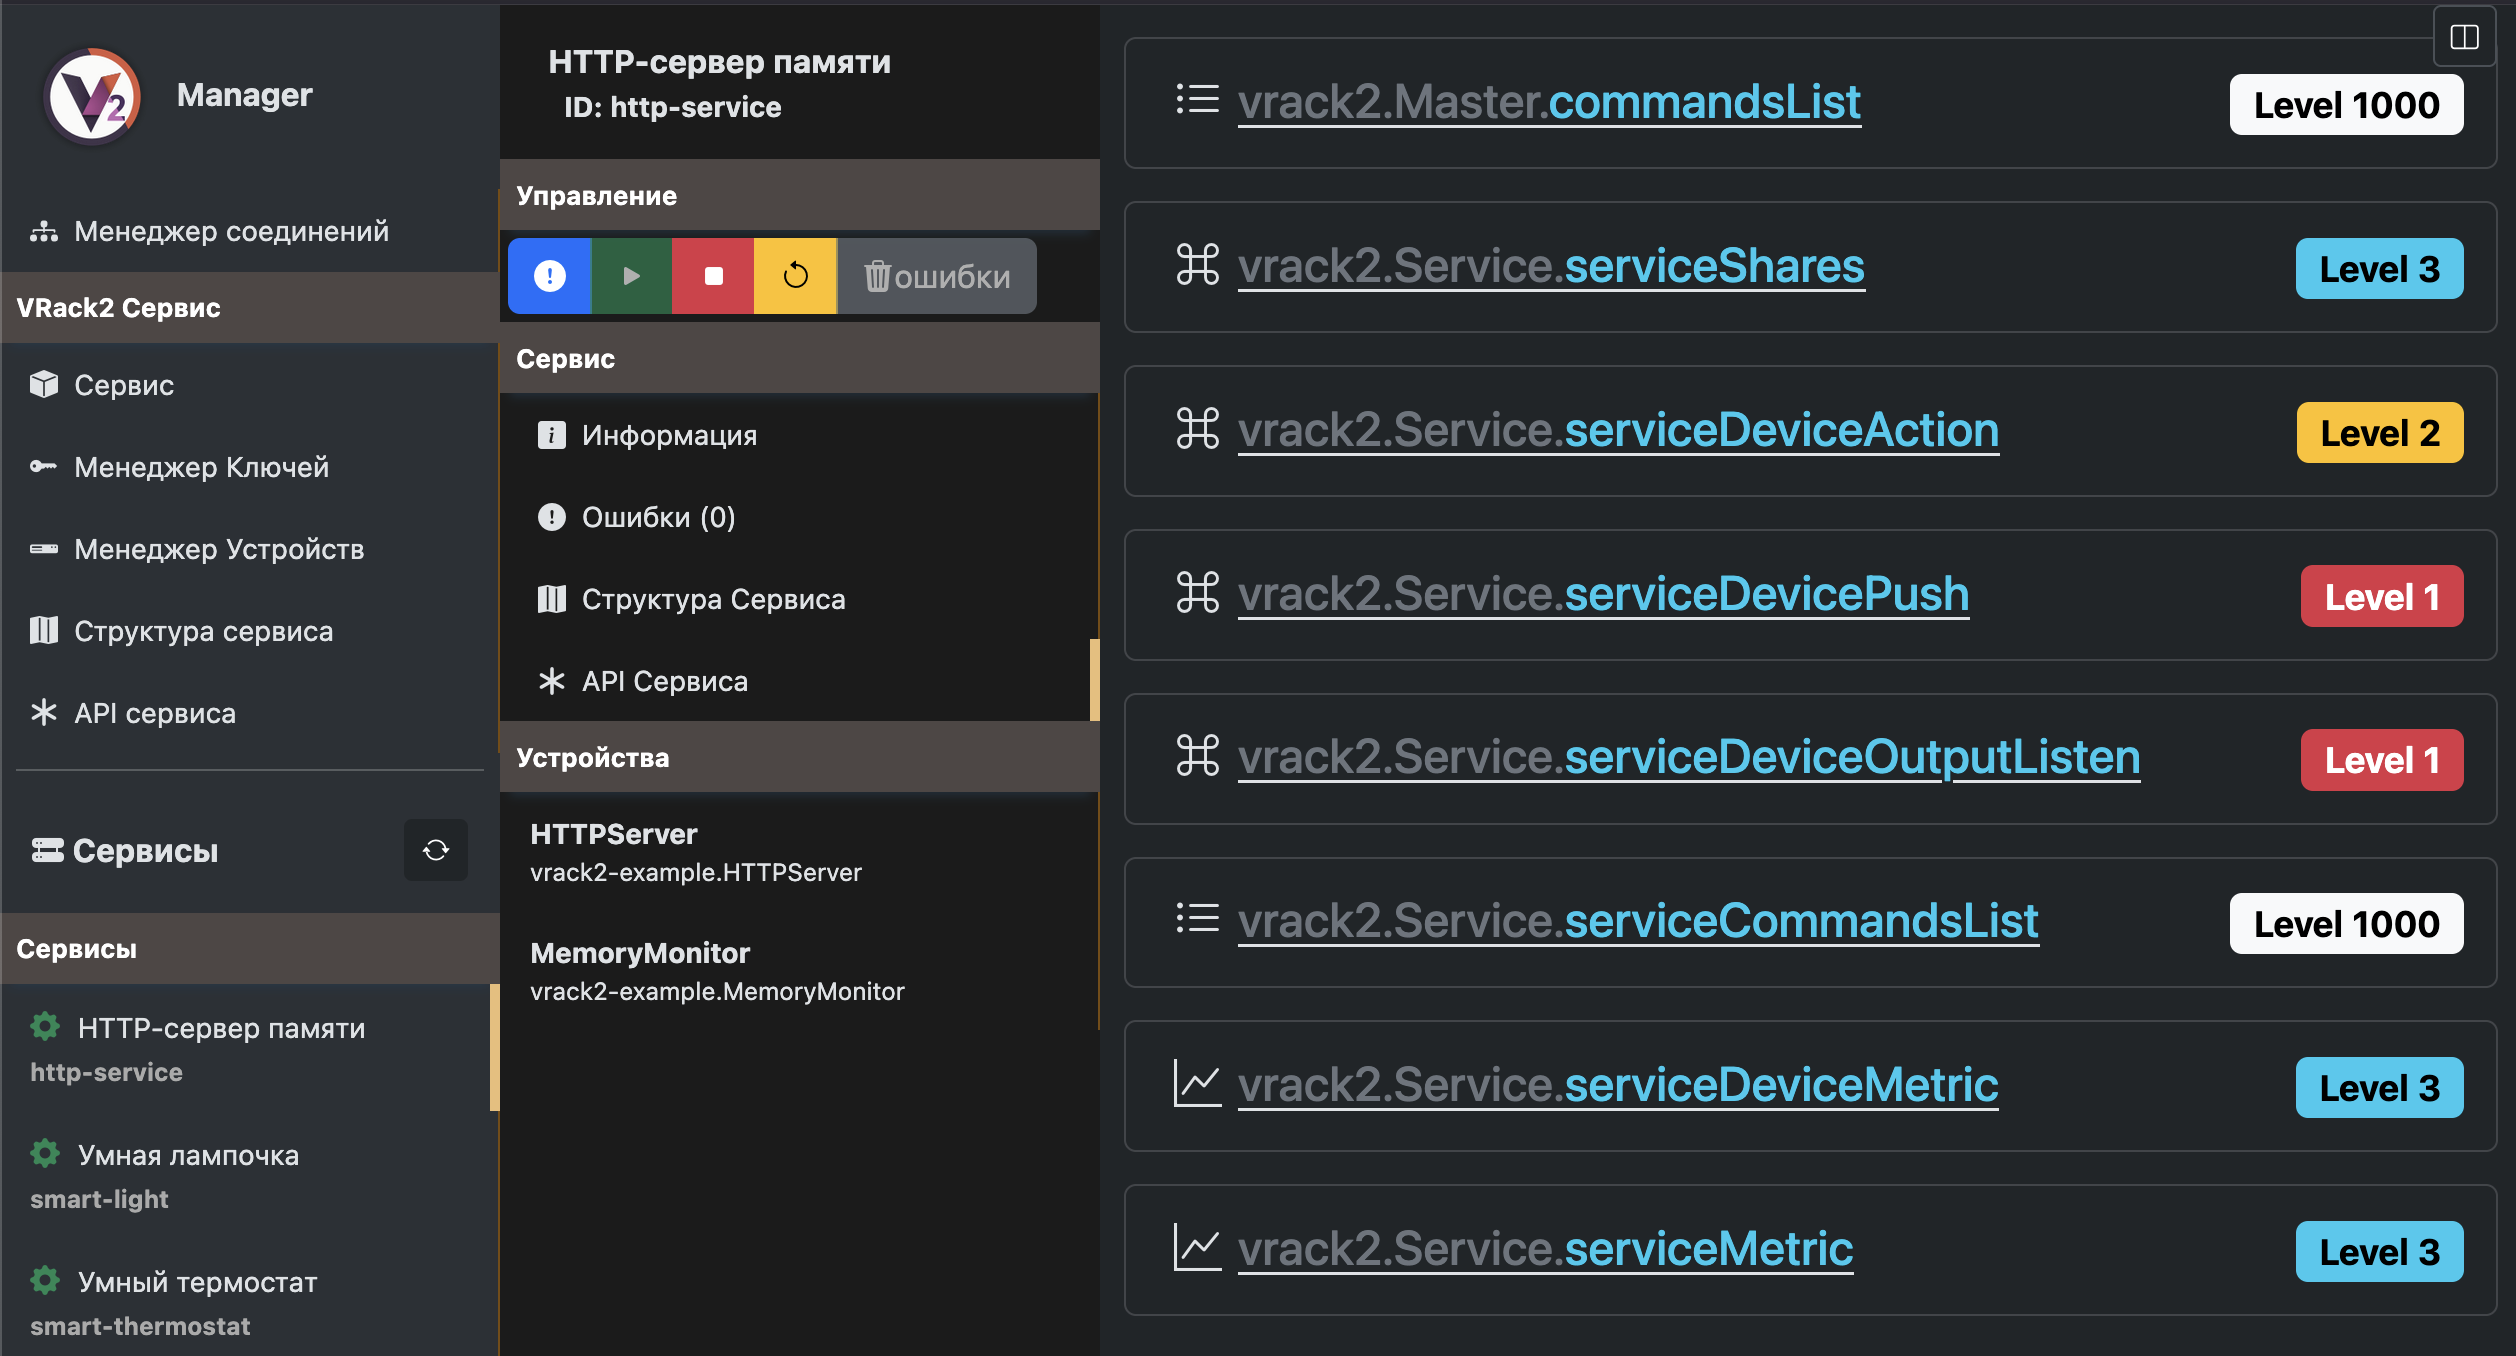 V2
Manager
Менеджер соединений
VRack2 Сервис
Сервис
Менеджер Ключей
Менеджер Устройств
Структура сервиса
API сервиса
Сервисы
Сервисы
HTTP-сервер памяти
http-service
Умная лампочка
smart-light
Умный термостат
smart-thermostat
HTTP-сервер памяти
ID: http-service
Управление
ошибки
Сервис
Информация
Ошибки (0)
Структура Сервиса
API Сервиса
Устройства
HTTPServer
vrack2-example.HTTPServer
MemoryMonitor
vrack2-example.MemoryMonitor
vrack2.Master.commandsList Level 1000
vrack2.Service.serviceShares Level 3
vrack2.Service.serviceDeviceAction Level 2
vrack2.Service.serviceDevicePush Level 1
vrack2.Service.serviceDeviceOutputListen Level 1
vrack2.Service.serviceCommandsList Level 1000
vrack2.Service.serviceDeviceMetric Level 3
vrack2.Service.serviceMetric Level 3